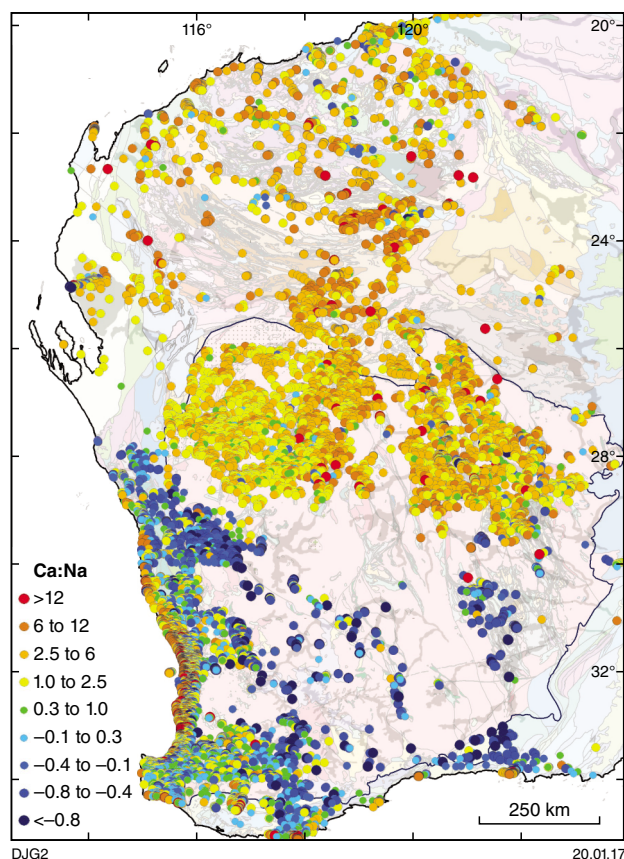 116° 120° 20°
24°
28°
Ca:Na
>12
6 to 12
2.5 to 6
1.0 to 2.5
0.3 to 1.0
−0.1 to 0.3
−0.4 to −0.1
−0.8 to −0.4
<−0.8
32°
250 km
DJG2 20.01.17